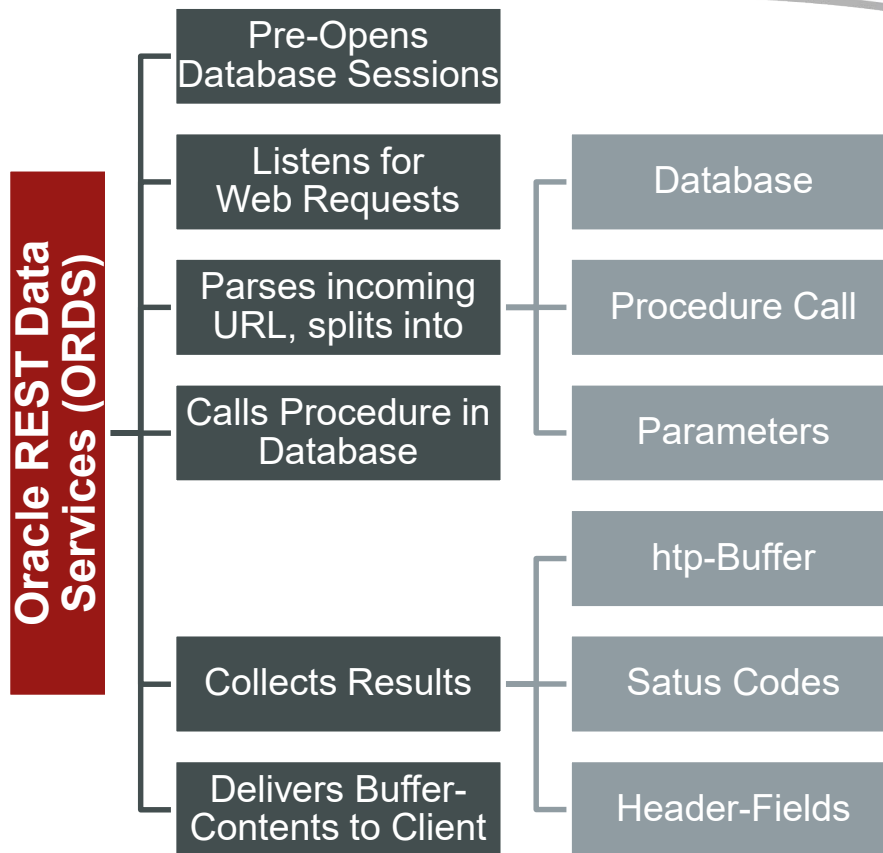 Oracle REST Data
Services (ORDS)
Pre-Opens
Database Sessions
Listens for
Web Requests
Parses incoming
URL, splits into
Database
Procedure Call
Parameters
Calls Procedure in
Database
Collects Results
htp-Buffer
Satus Codes
Header-Fields
Delivers Buffer-
Contents to Client